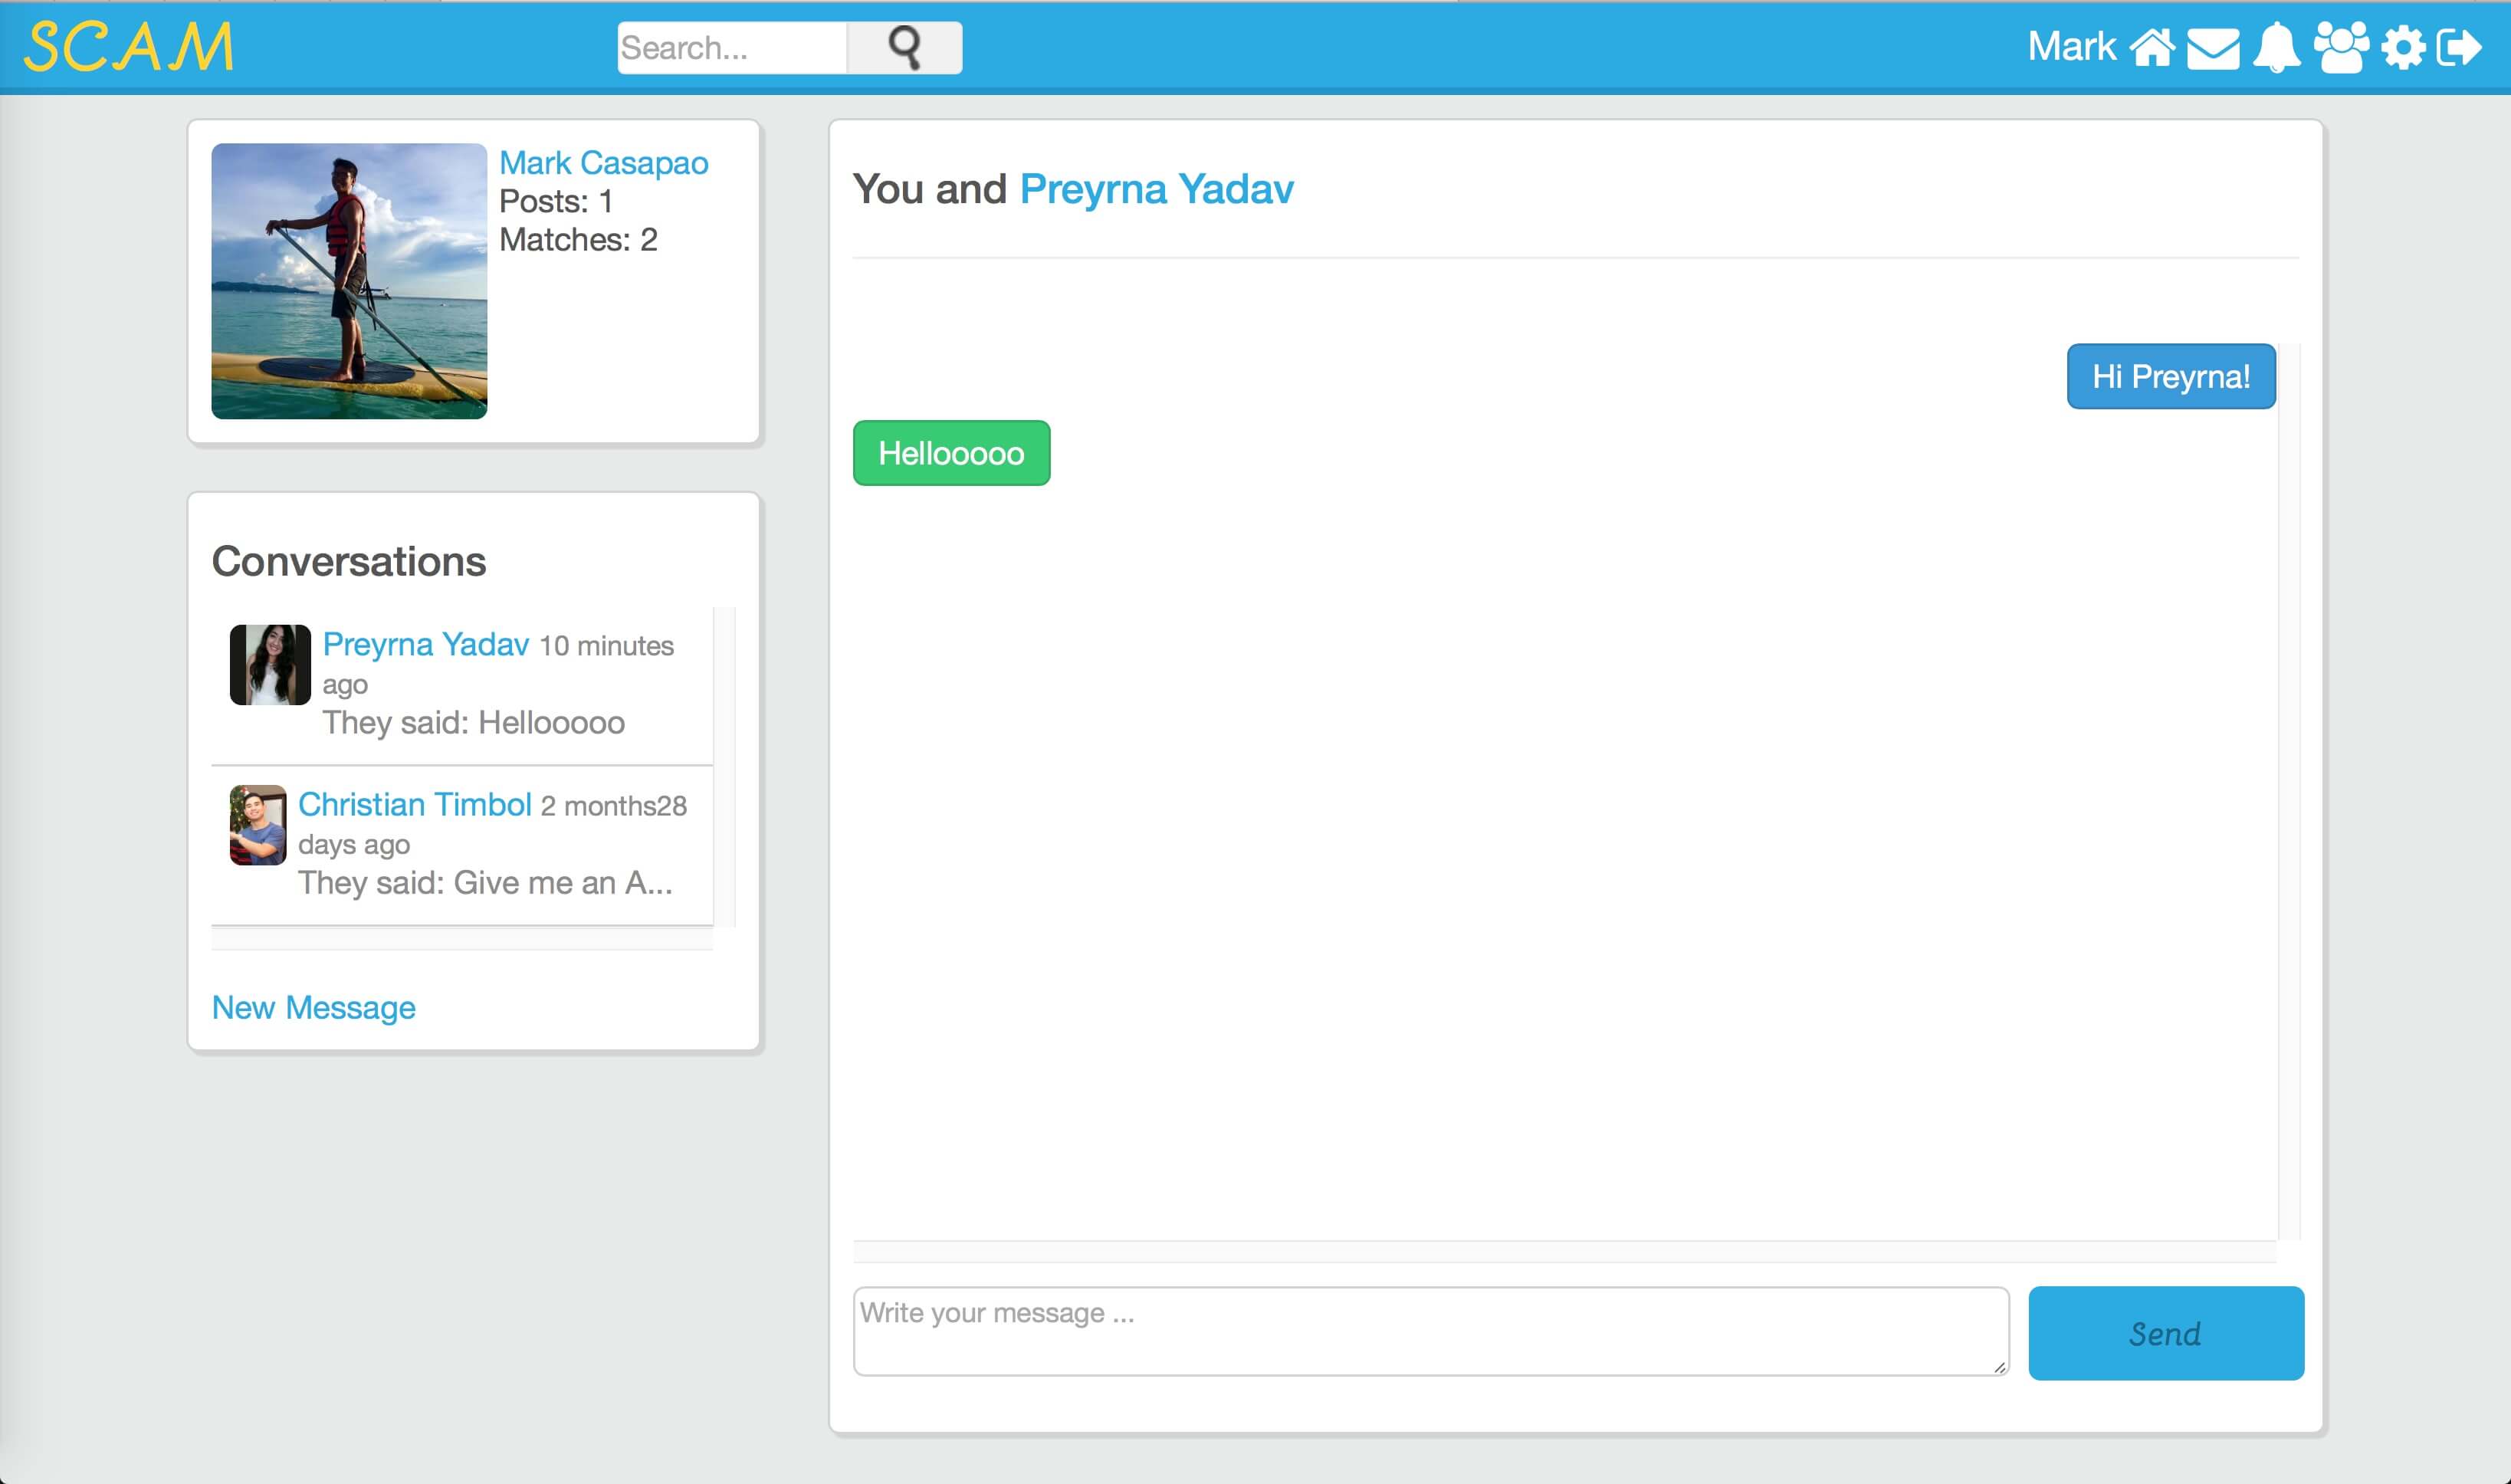 SCAM
Search...
Mark
Mark Casapao
Posts: 1
Matches: 2
Conversations
Preyrna Yadav 10 minutes
ago
They said: Hellooooo
Christian Timbol 2 months28
days ago
They said: Give me an A...
New Message
You and Preyrna Yadav
Hi Preyrna!
Hellooooo
Write your message ...
Send